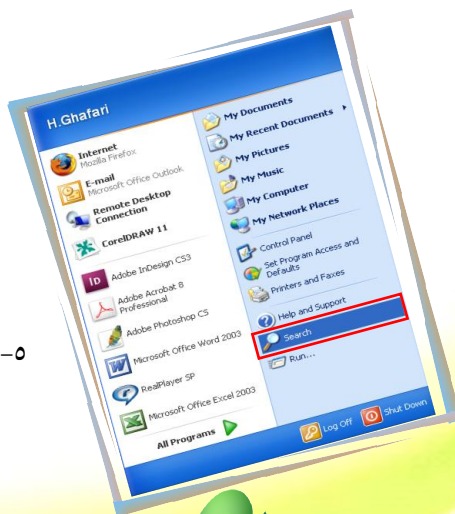 H.Ghafari
Internet
Mozilla Firefox
E-mail
Microsoft Office Outlook
Remote Desktop
Connection
CorelDRAW 11
Adobe InDesign CS3
Adobe Acrobat 8
Professional
Adobe Photoshop CS
Microsoft Office Word 2003
RealPlayer SP
Microsoft Office Excel 2003
All Programs
My Documents
My Recent Documents
My Pictures
My Music
My Computer
My Network Places
Control Panel
Set Program Access and
Defaults
Printers and Faxes
Help and Support
Search
Run...
Log Off
Shut Down
-۵